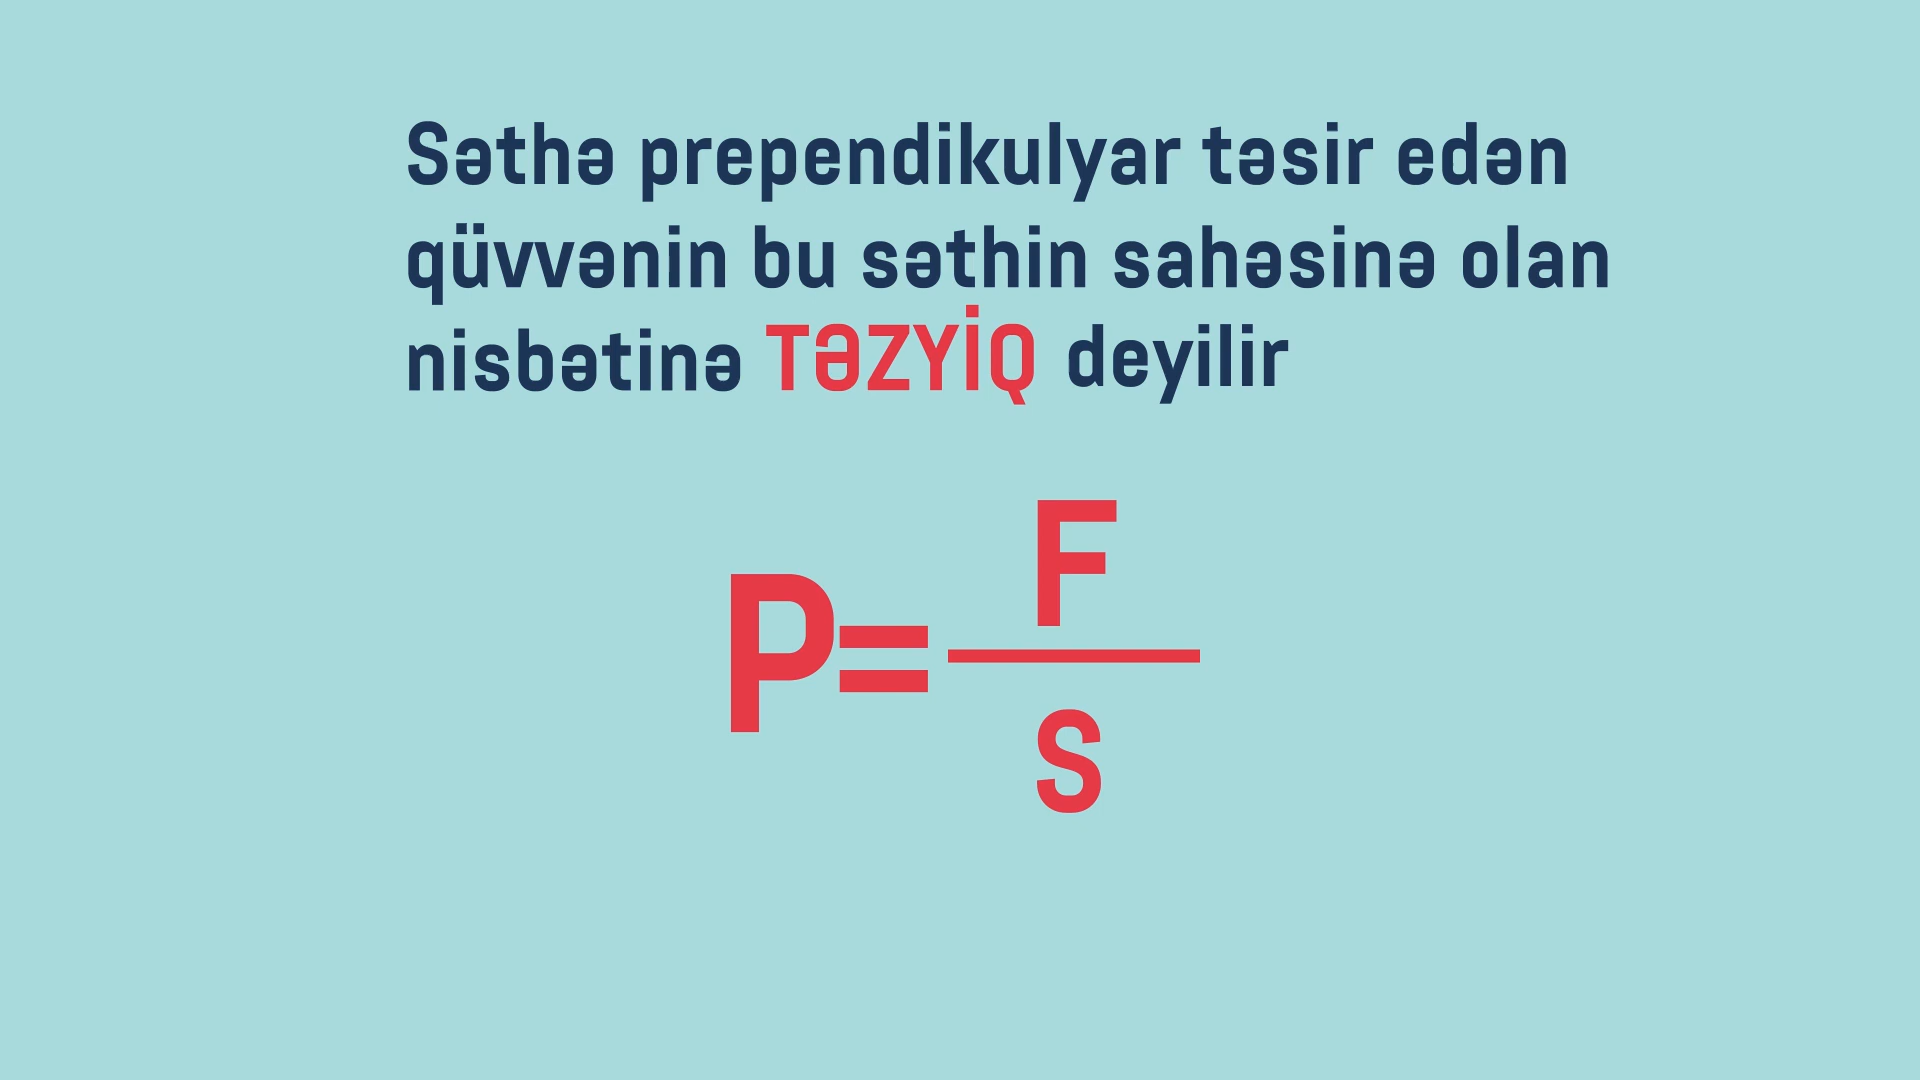 Səthə prependikulyar təsir edən
qüvvənin bu səthin sahəsinə olan
nisbətinə TƏZYİQ deyilir
P=
F
S